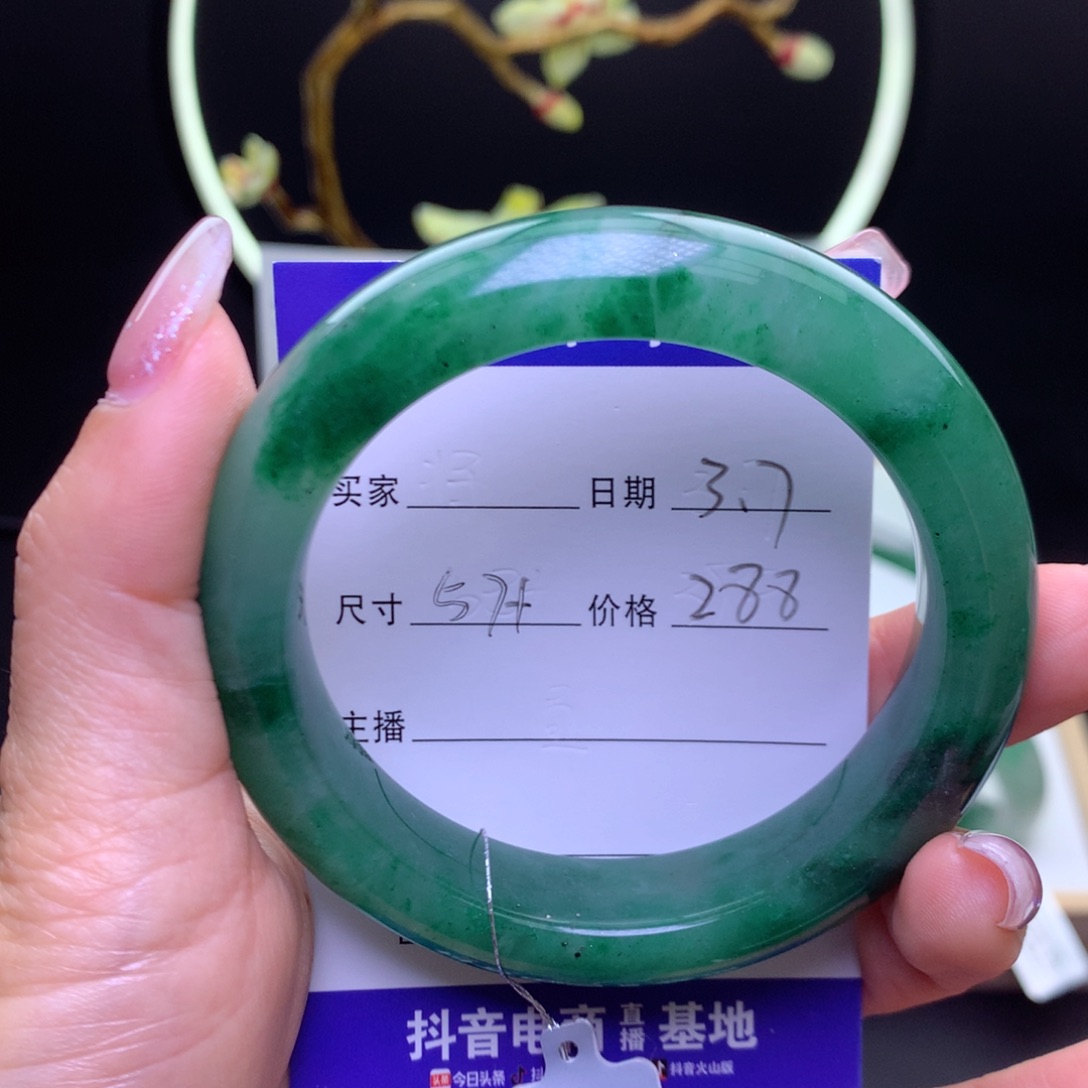 买家 日期 3.7
尺寸 57+ 价格 288
主播
抖音电商直播基地
今日头条 抖 抖音火山版